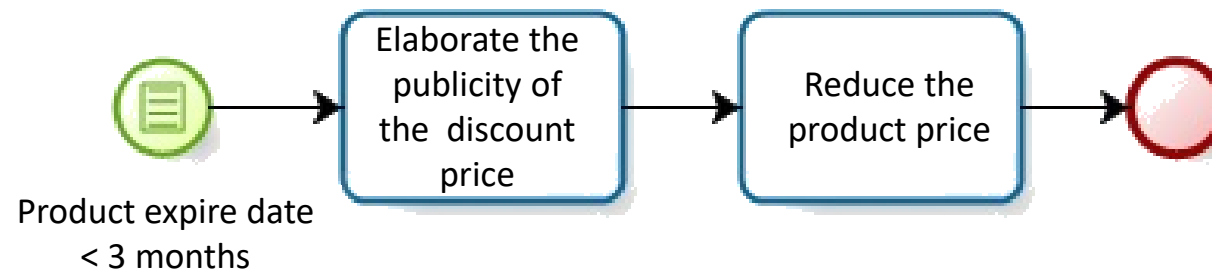 Product expire date
< 3 months
Elaborate the
publicity of
the discount
price
Reduce the
product price